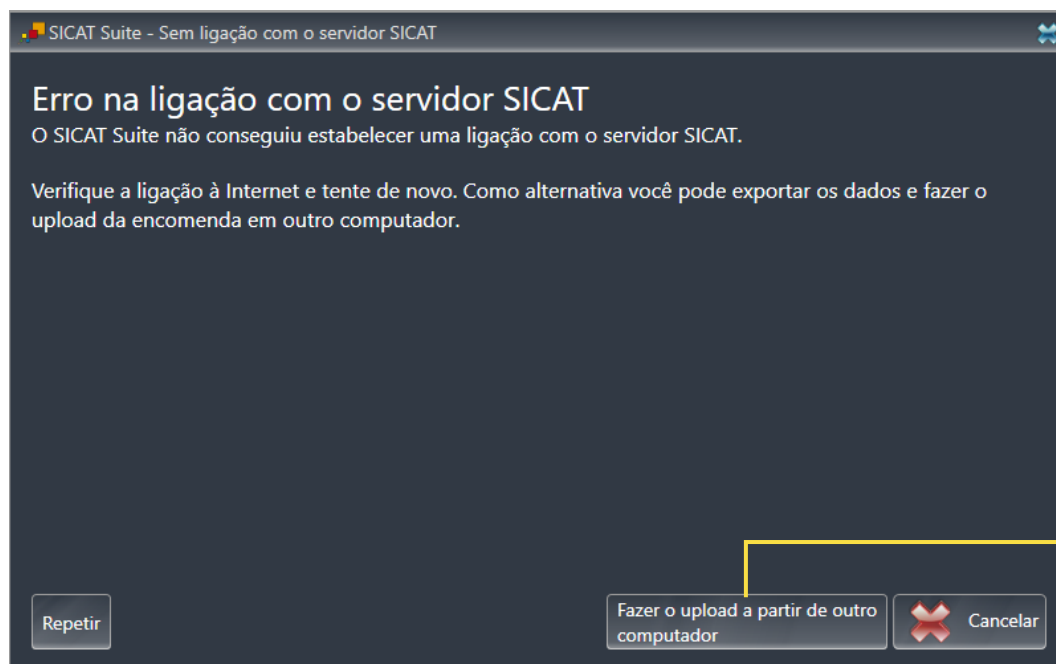 SICAT Suite - Sem ligação com o servidor SICAT
Erro na ligação com o servidor SICAT
O SICAT Suite não conseguiu estabelecer uma ligação com o servidor SICAT.
Verifique a ligação à Internet e tente de novo. Como alternativa você pode exportar os dados e fazer o
upload da encomenda em outro computador.
Repetir
Fazer o upload a partir de outro
computador
Cancelar